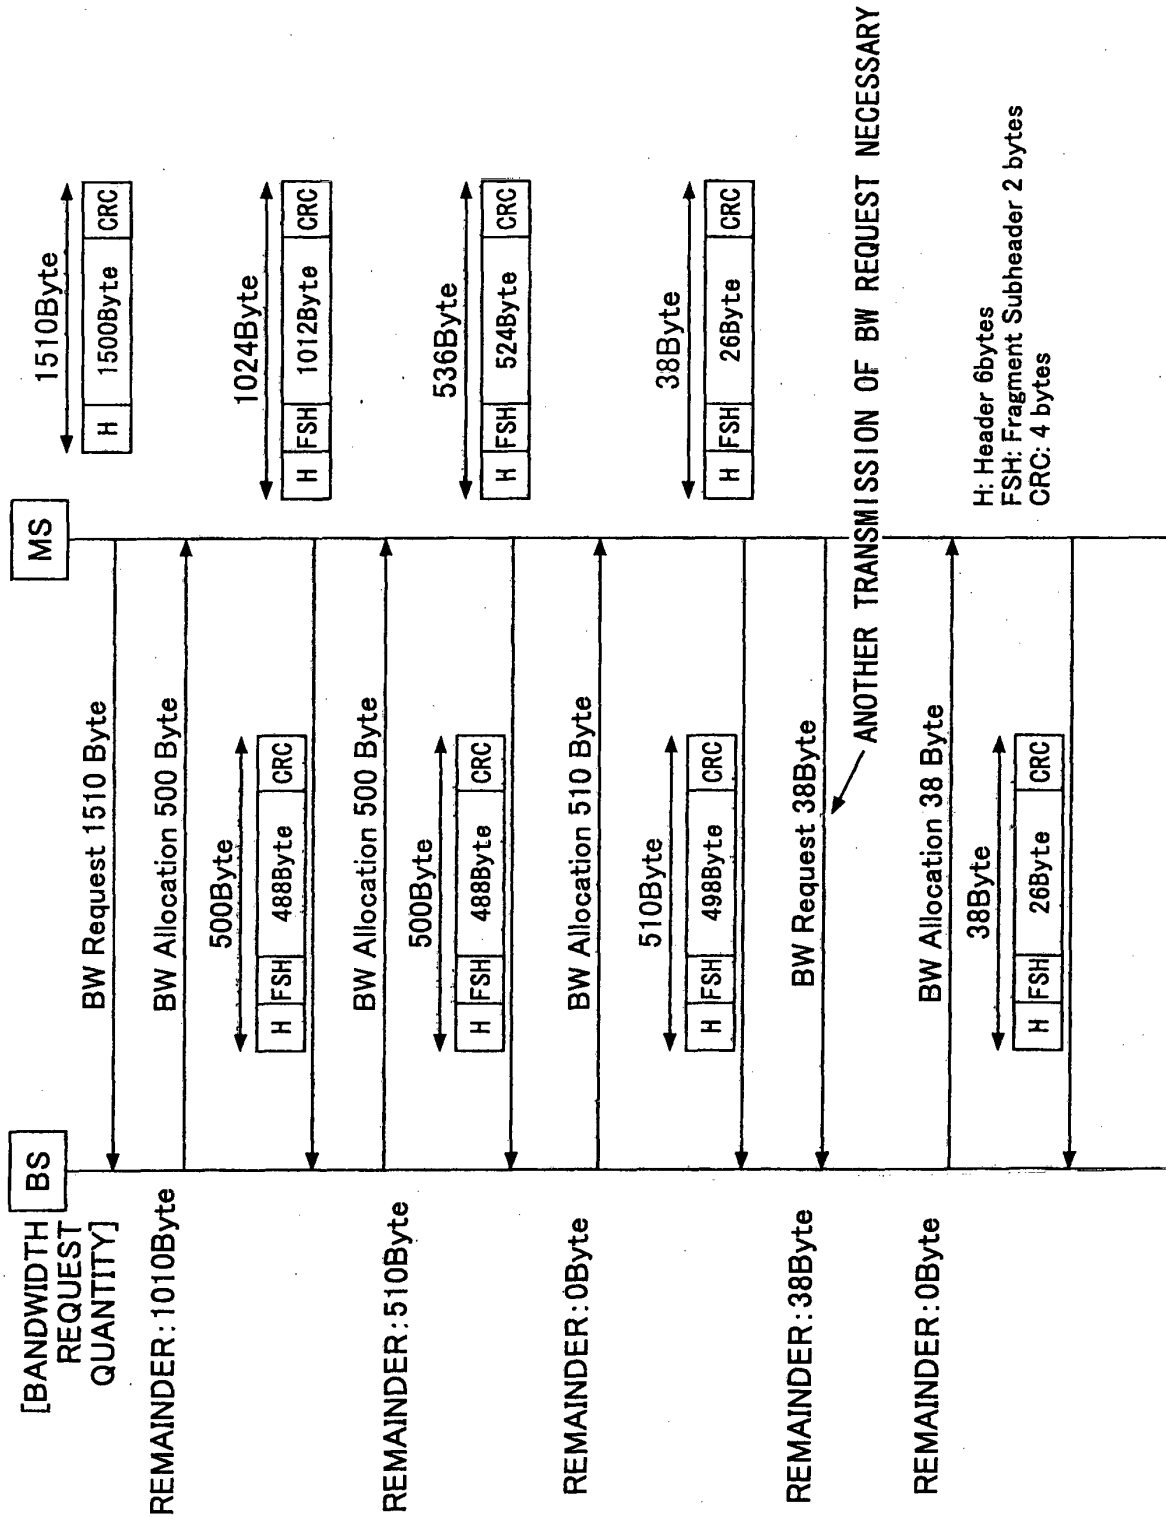 [BANDWIDTH
REQUEST
QUANTITY]
BS
MS
BW Request 1510 Byte
1510Byte
H 1500Byte CRC
REMAINDER:1010Byte
BW Allocation 500 Byte
500Byte
H FSH 488Byte CRC
1024Byte
H FSH 1012Byte CRC
REMAINDER:510Byte
BW Allocation 500 Byte
500Byte
H FSH 488Byte CRC
536Byte
H FSH 524Byte CRC
REMAINDER:0Byte
BW Allocation 510 Byte
510Byte
H FSH 498Byte CRC
38Byte
H FSH 26Byte CRC
REMAINDER:38Byte
BW Request 38Byte
ANOTHER TRANSMISSION OF BW REQUEST NECESSARY
REMAINDER:0Byte
BW Allocation 38 Byte
38Byte
H FSH 26Byte CRC
H: Header 6bytes
FSH: Fragment Subheader 2 bytes
CRC: 4 bytes